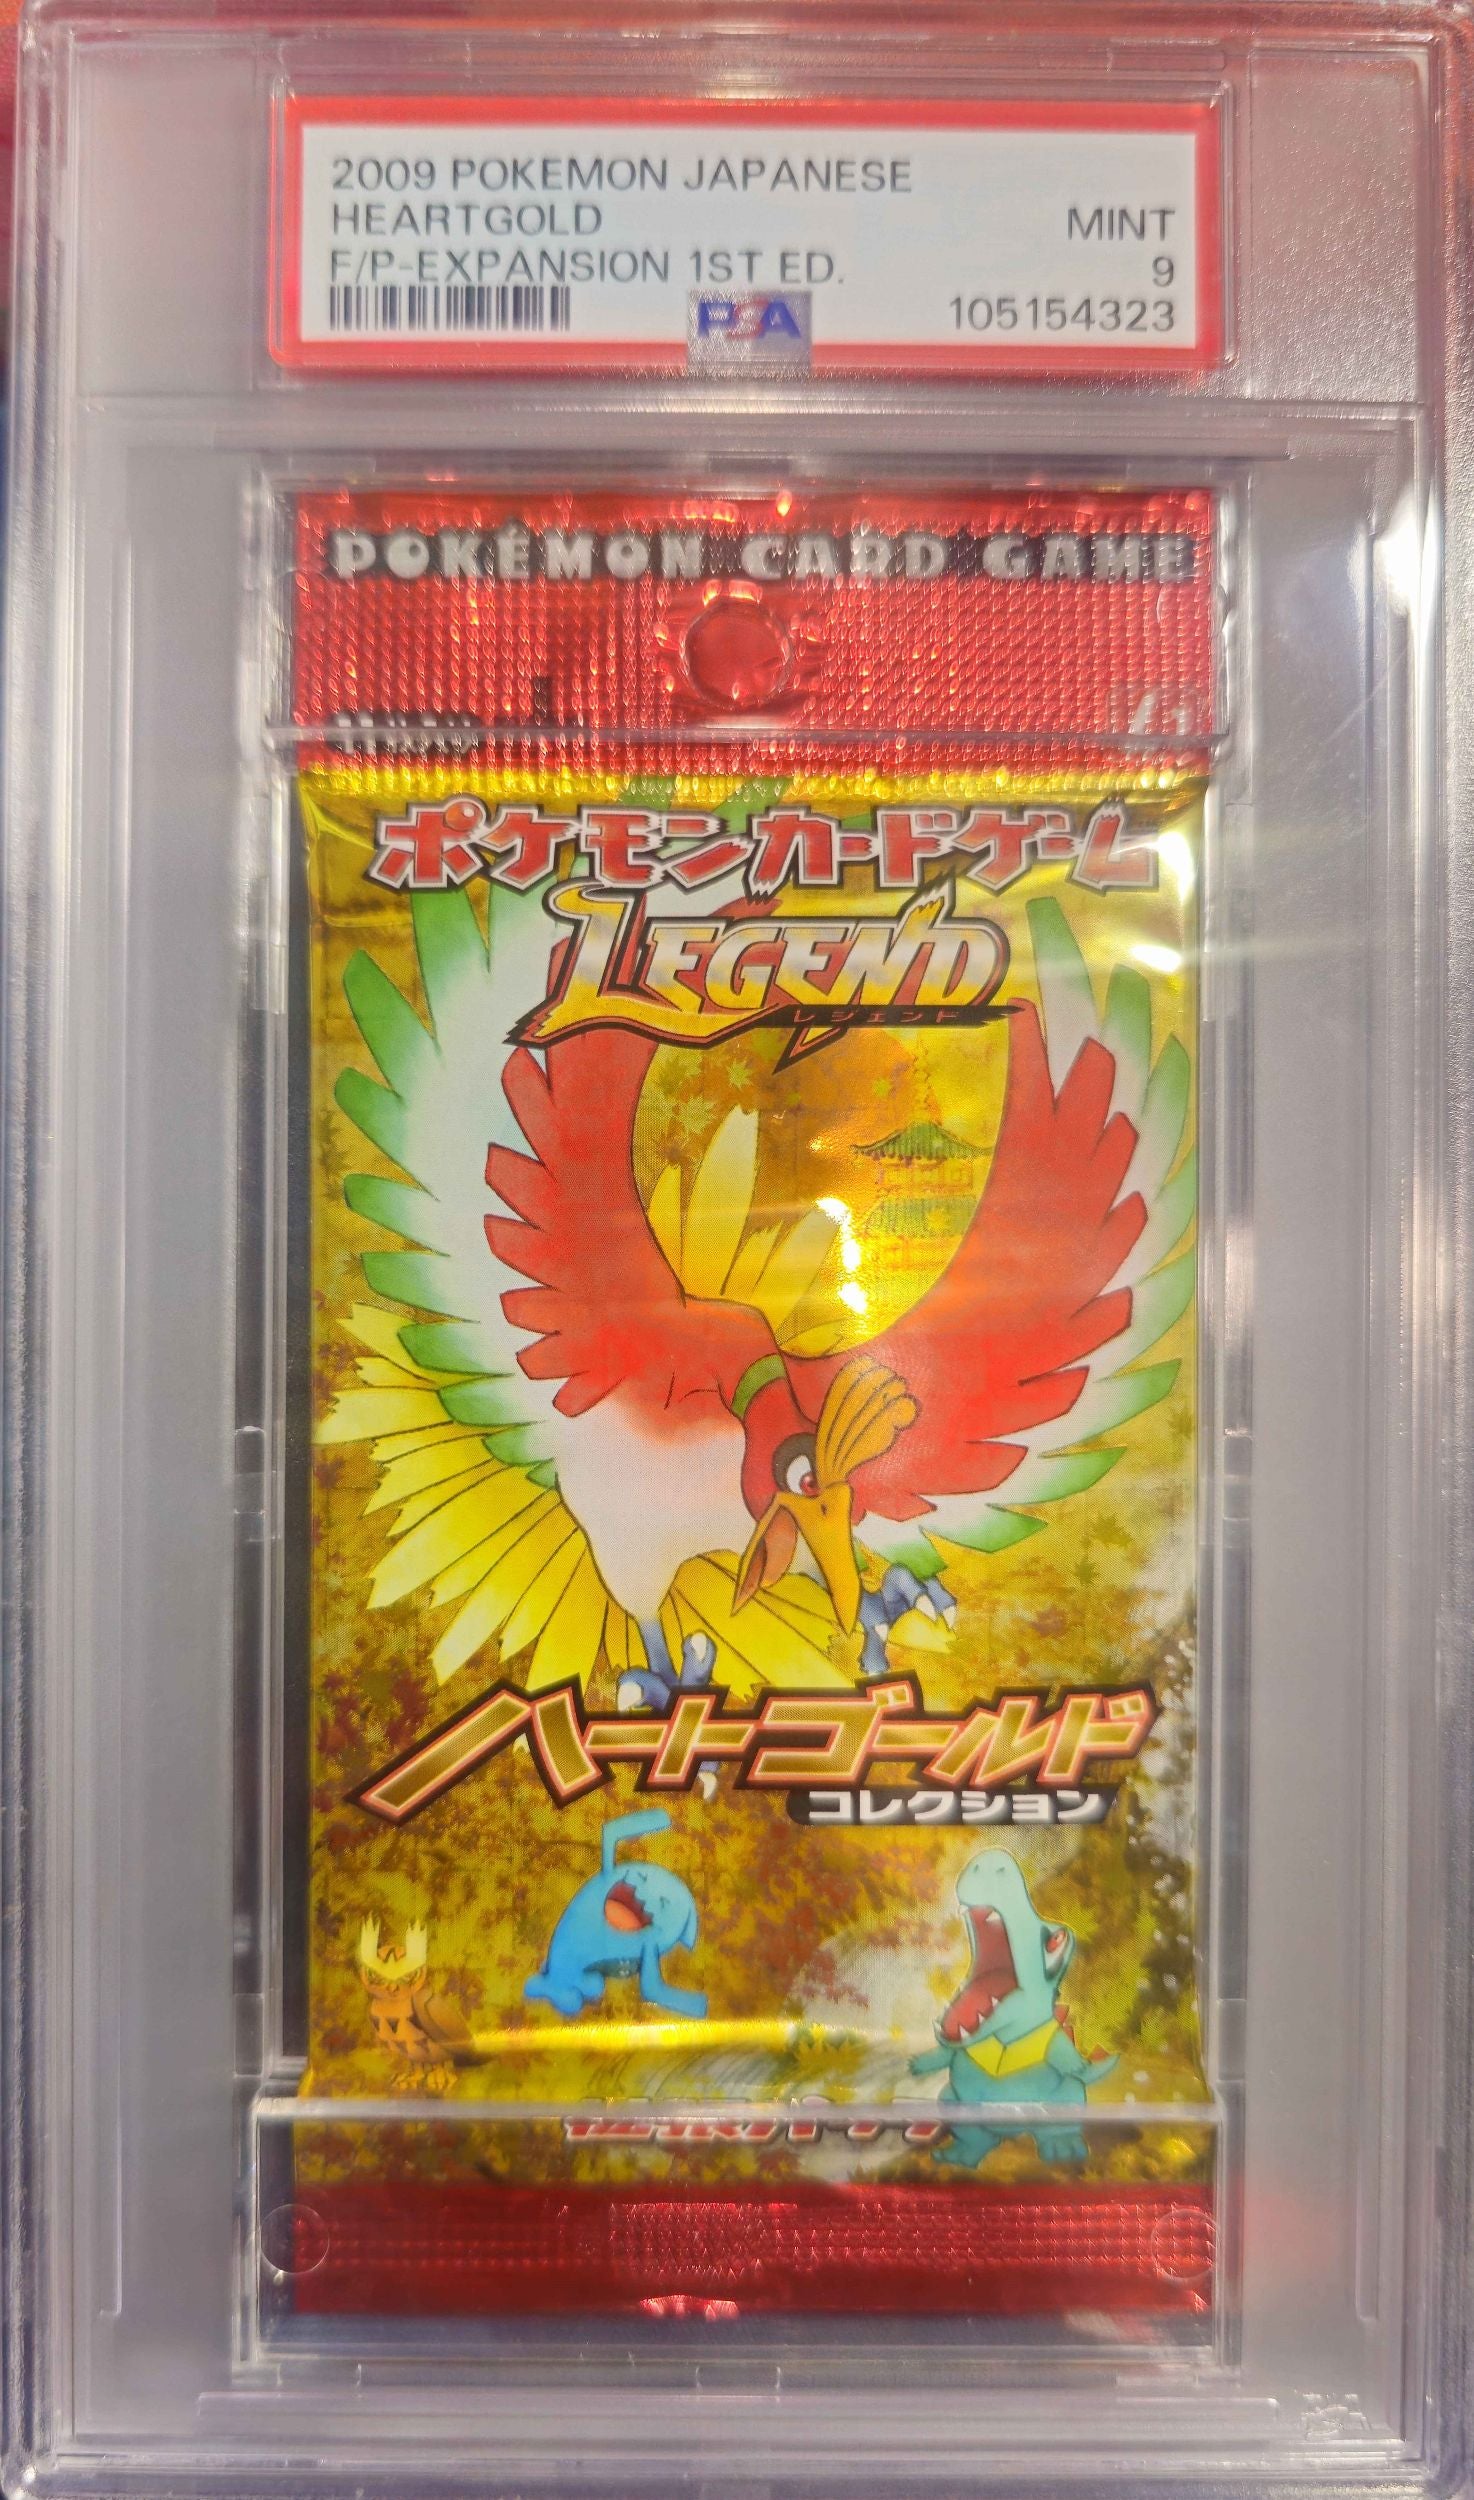 2009 POKEMON JAPANESE
HEARTGOLD MINT
F/P-EXPANSION 1ST ED. 9
PSA 105154323
POKÉMON CARD GAME
ポケモンカードゲーム
LEGEND
レジェンド
ハートゴールド
コレクション